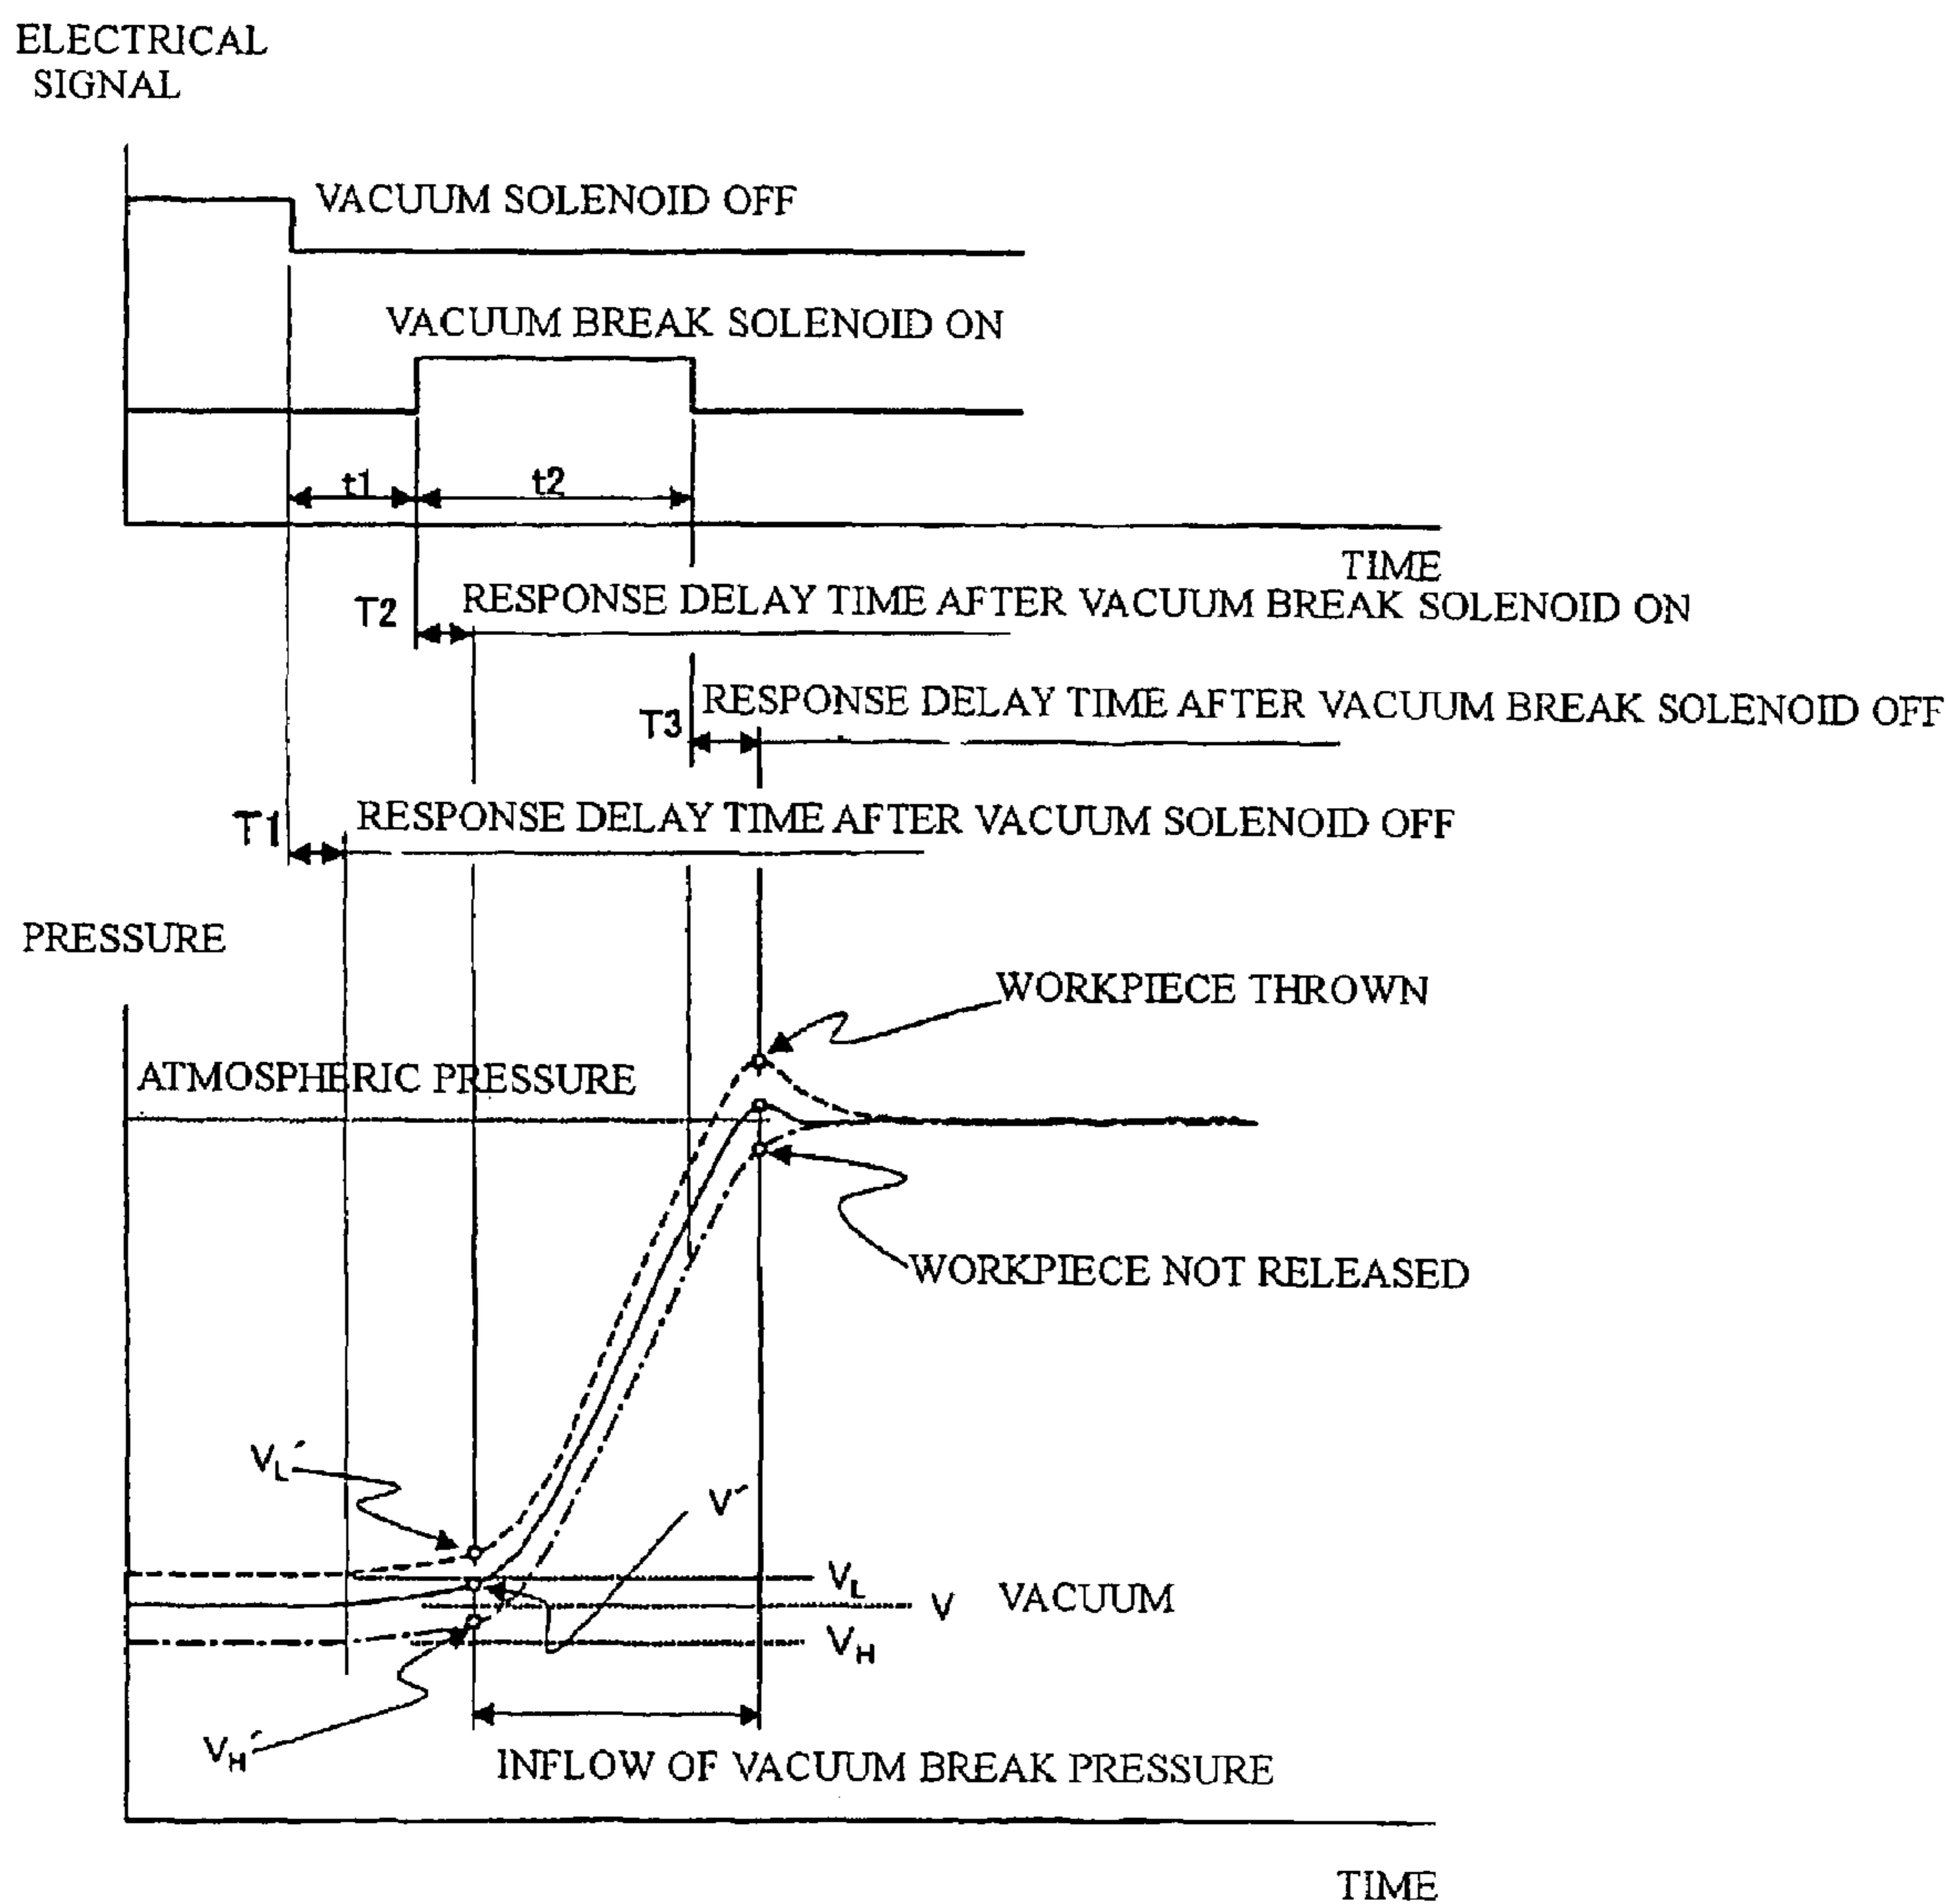 ELECTRICAL
SIGNAL
VACUUM SOLENOID OFF
VACUUM BREAK SOLENOID ON
t1
t2
TIME
T2
RESPONSE DELAY TIME AFTER VACUUM BREAK SOLENOID ON
T3
RESPONSE DELAY TIME AFTER VACUUM BREAK SOLENOID OFF
T1
RESPONSE DELAY TIME AFTER VACUUM SOLENOID OFF
PRESSURE
WORKPIECE THROWN
ATMOSPHERIC PRESSURE
WORKPIECE NOT RELEASED
VL´
V´
VL
V VACUUM
VH
VH´
INFLOW OF VACUUM BREAK PRESSURE
TIME